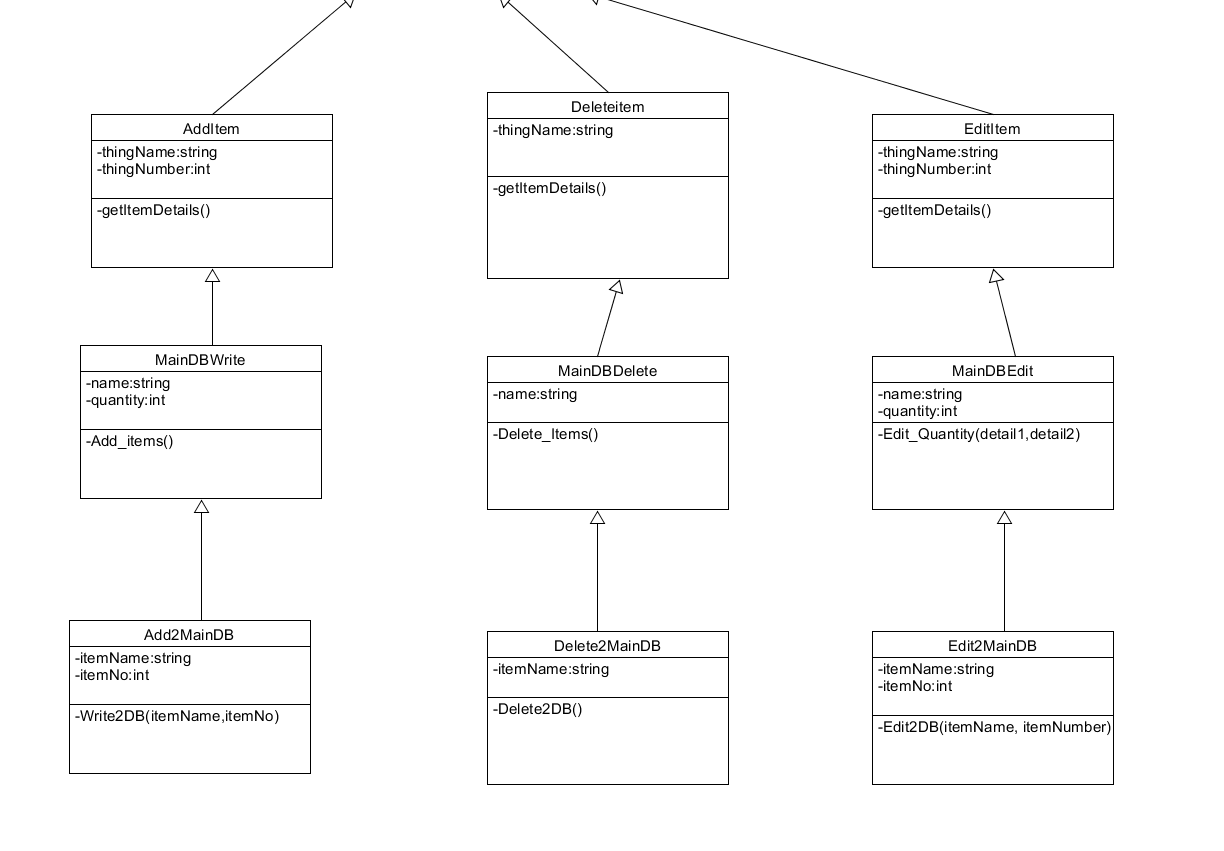 AddItem
-thingName:string
-thingNumber:int
-getItemDetails()
Deleteitem
-thingName:string
-getItemDetails()
EditItem
-thingName:string
-thingNumber:int
-getItemDetails()
MainDBWrite
-name:string
-quantity:int
-Add_items()
MainDBDelete
-name:string
-Delete_Items()
MainDBEdit
-name:string
-quantity:int
-Edit_Quantity(detail1,detail2)
Add2MainDB
-itemName:string
-itemNo:int
-Write2DB(itemName,itemNo)
Delete2MainDB
-itemName:string
-Delete2DB()
Edit2MainDB
-itemName:string
-itemNo:int
-Edit2DB(itemName, itemNumber)